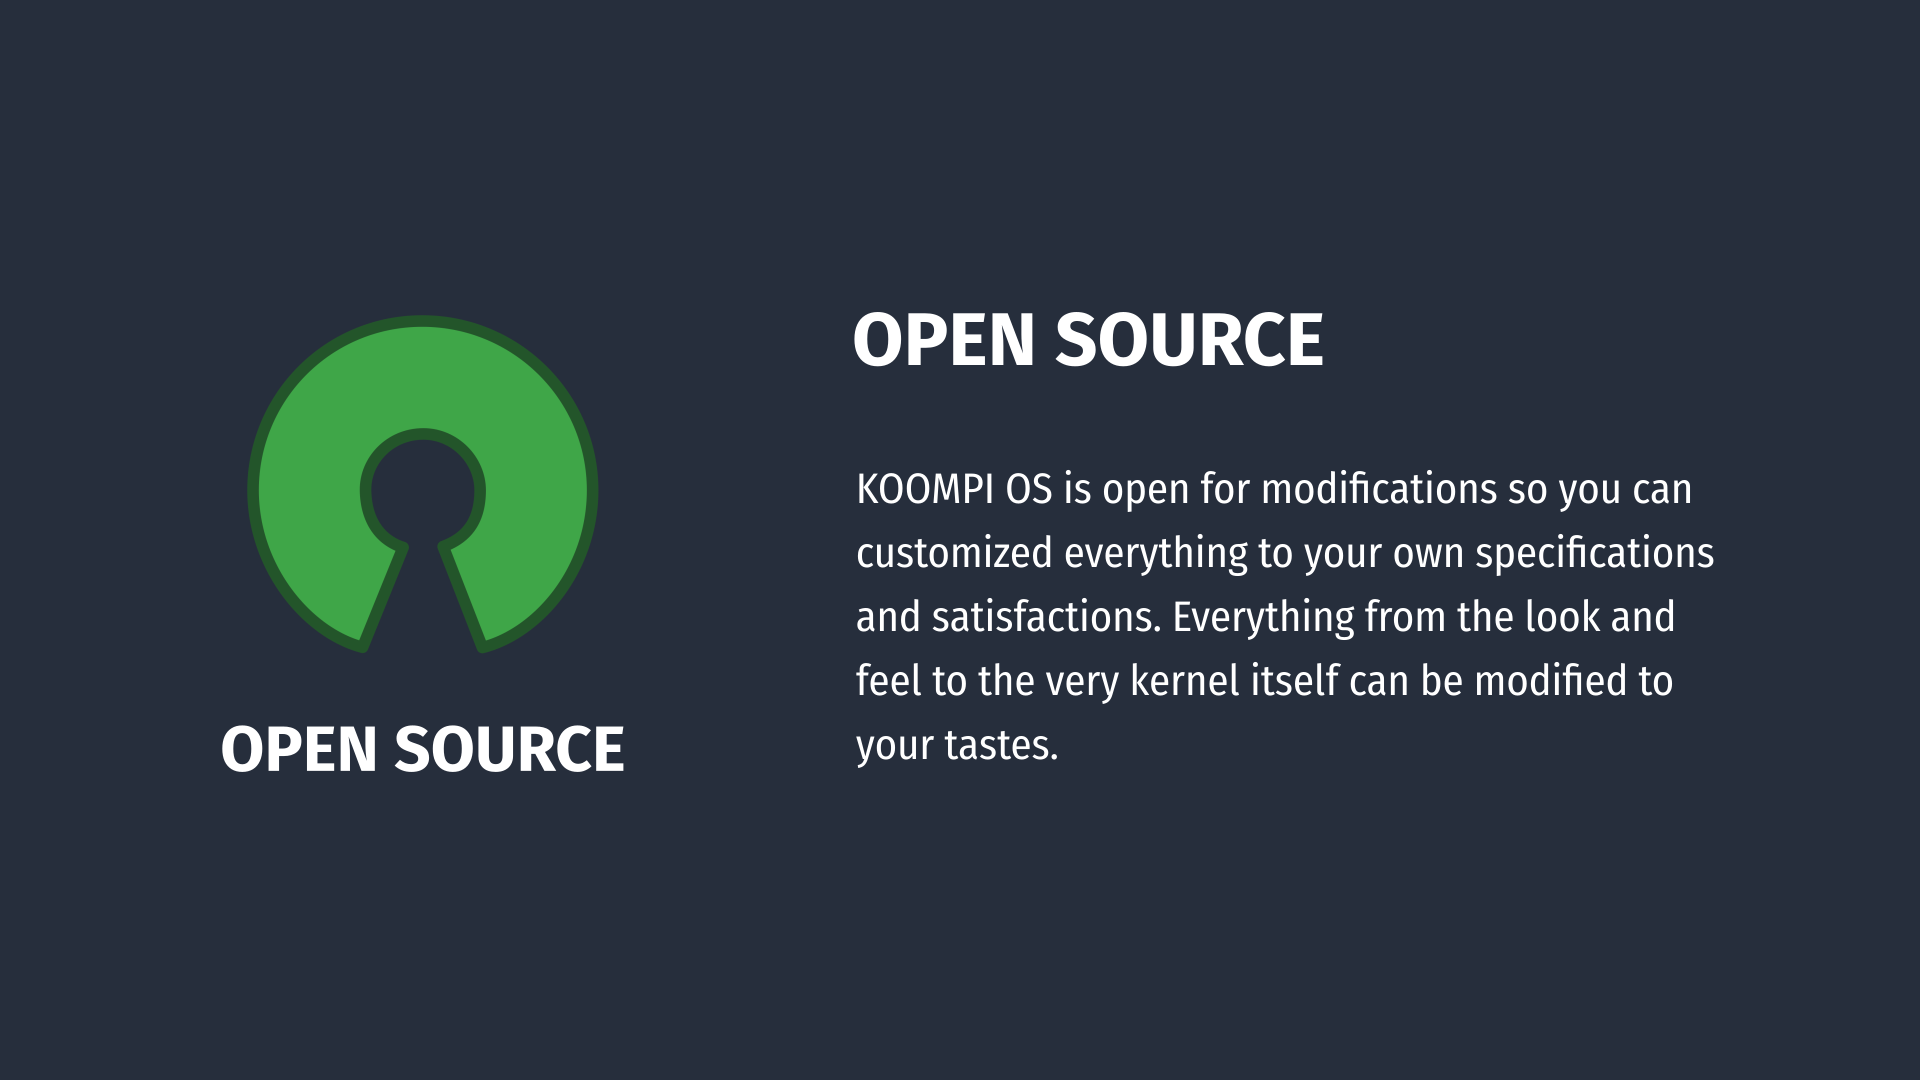 OPEN SOURCE
OPEN SOURCE
KOOMPI OS is open for modifications so you can
customized everything to your own specifications
and satisfactions. Everything from the look and
feel to the very kernel itself can be modified to
your tastes.